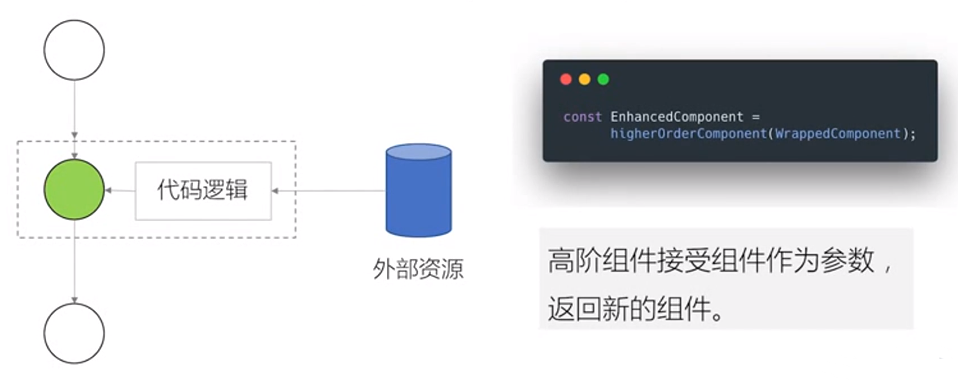 代码逻辑
外部资源
const EnhancedComponent =
higherOrderComponent(WrappedComponent);
高阶组件接受组件作为参数，
返回新的组件。